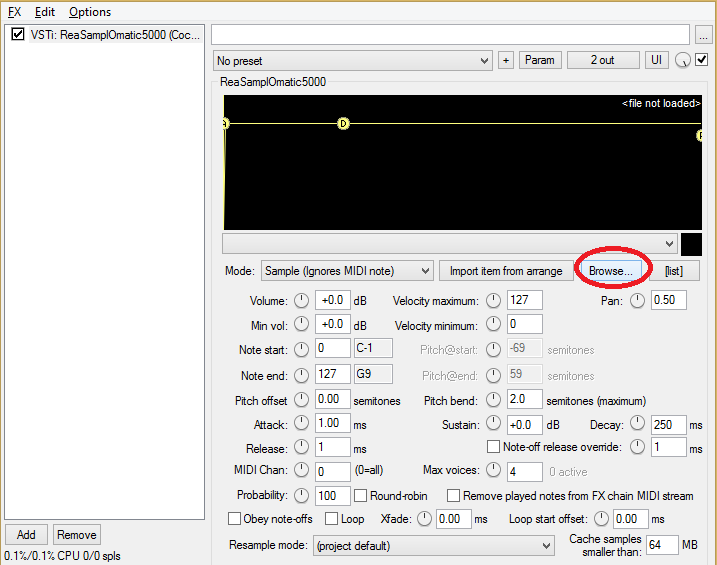 FX Edit Options
VSTi: ReaSamplOmatic5000 (Coc... ...
No preset + Param 2 out UI
ReaSamplOmatic5000
<file not loaded>
A D R
Mode: Sample (Ignores MIDI note) Import item from arrange Browse... [list]
Volume: +0.0 dB Velocity maximum: 127 Pan: 0.50
Min vol: +0.0 dB Velocity minimum: 0
Note start: 0 C-1 Pitch@start: -69 semitones
Note end: 127 G9 Pitch@end: 59 semitones
Pitch offset 0.00 semitones Pitch bend: 2.0 semitones (maximum)
Attack: 1.00 ms Sustain: +0.0 dB Decay: 250 ms
Release: 1 ms Note-off release override: 1 ms
MIDI Chan: 0 (0=all) Max voices: 4 0 active
Probability: 100 Round-robin Remove played notes from FX chain MIDI stream
Obey note-offs Loop Xfade: 0.00 ms Loop start offset: 0.00 ms
Resample mode: (project default) Cache samples smaller than: 64 MB
Add Remove
0.1%/0.1% CPU 0/0 spls